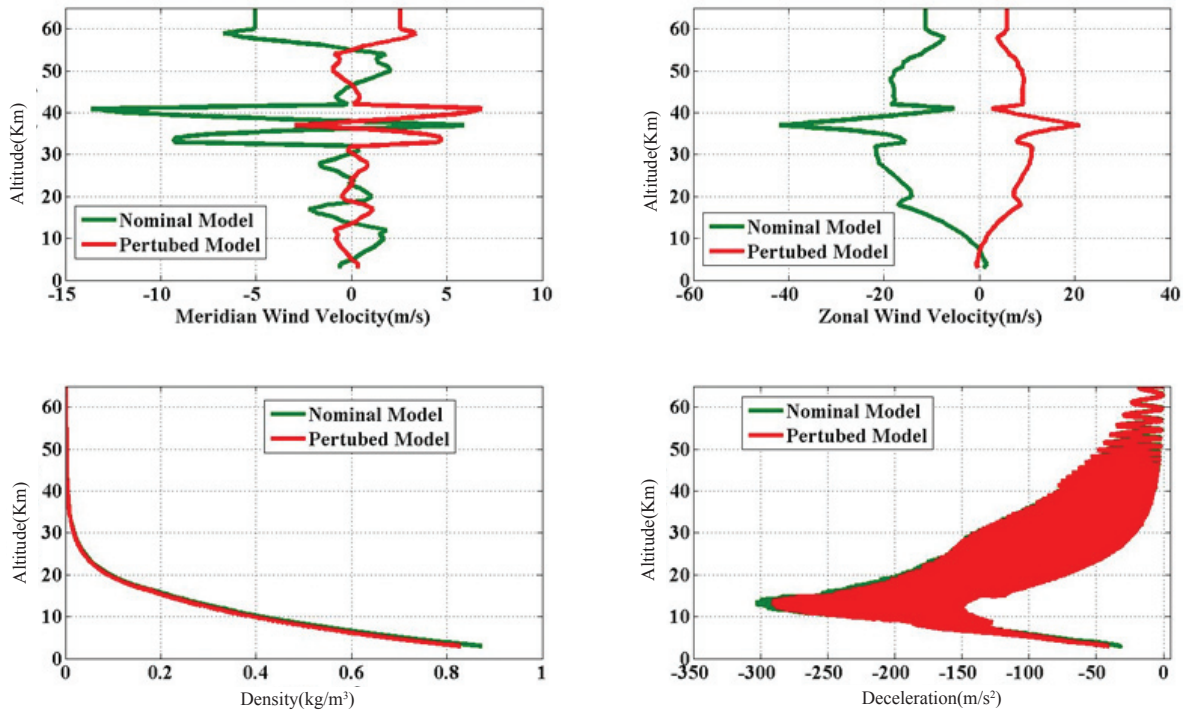 Altitude(Km)
60
50
40
30
20
10
0
Nominal Model
Pertubed Model
-15 -10 -5 0 5 10
Meridian Wind Velocity(m/s)
Altitude(Km)
60
50
40
30
20
10
0
Nominal Model
Pertubed Model
-60 -40 -20 0 20 40
Zonal Wind Velocity(m/s)
Altitude(Km)
60
50
40
30
20
10
0
Nominal Model
Pertubed Model
0 0.2 0.4 0.6 0.8 1
Density(kg/m³)
Altitude(Km)
60
50
40
30
20
10
0
Nominal Model
Pertubed Model
-350 -300 -250 -200 -150 -100 -50 0
Deceleration(m/s²)